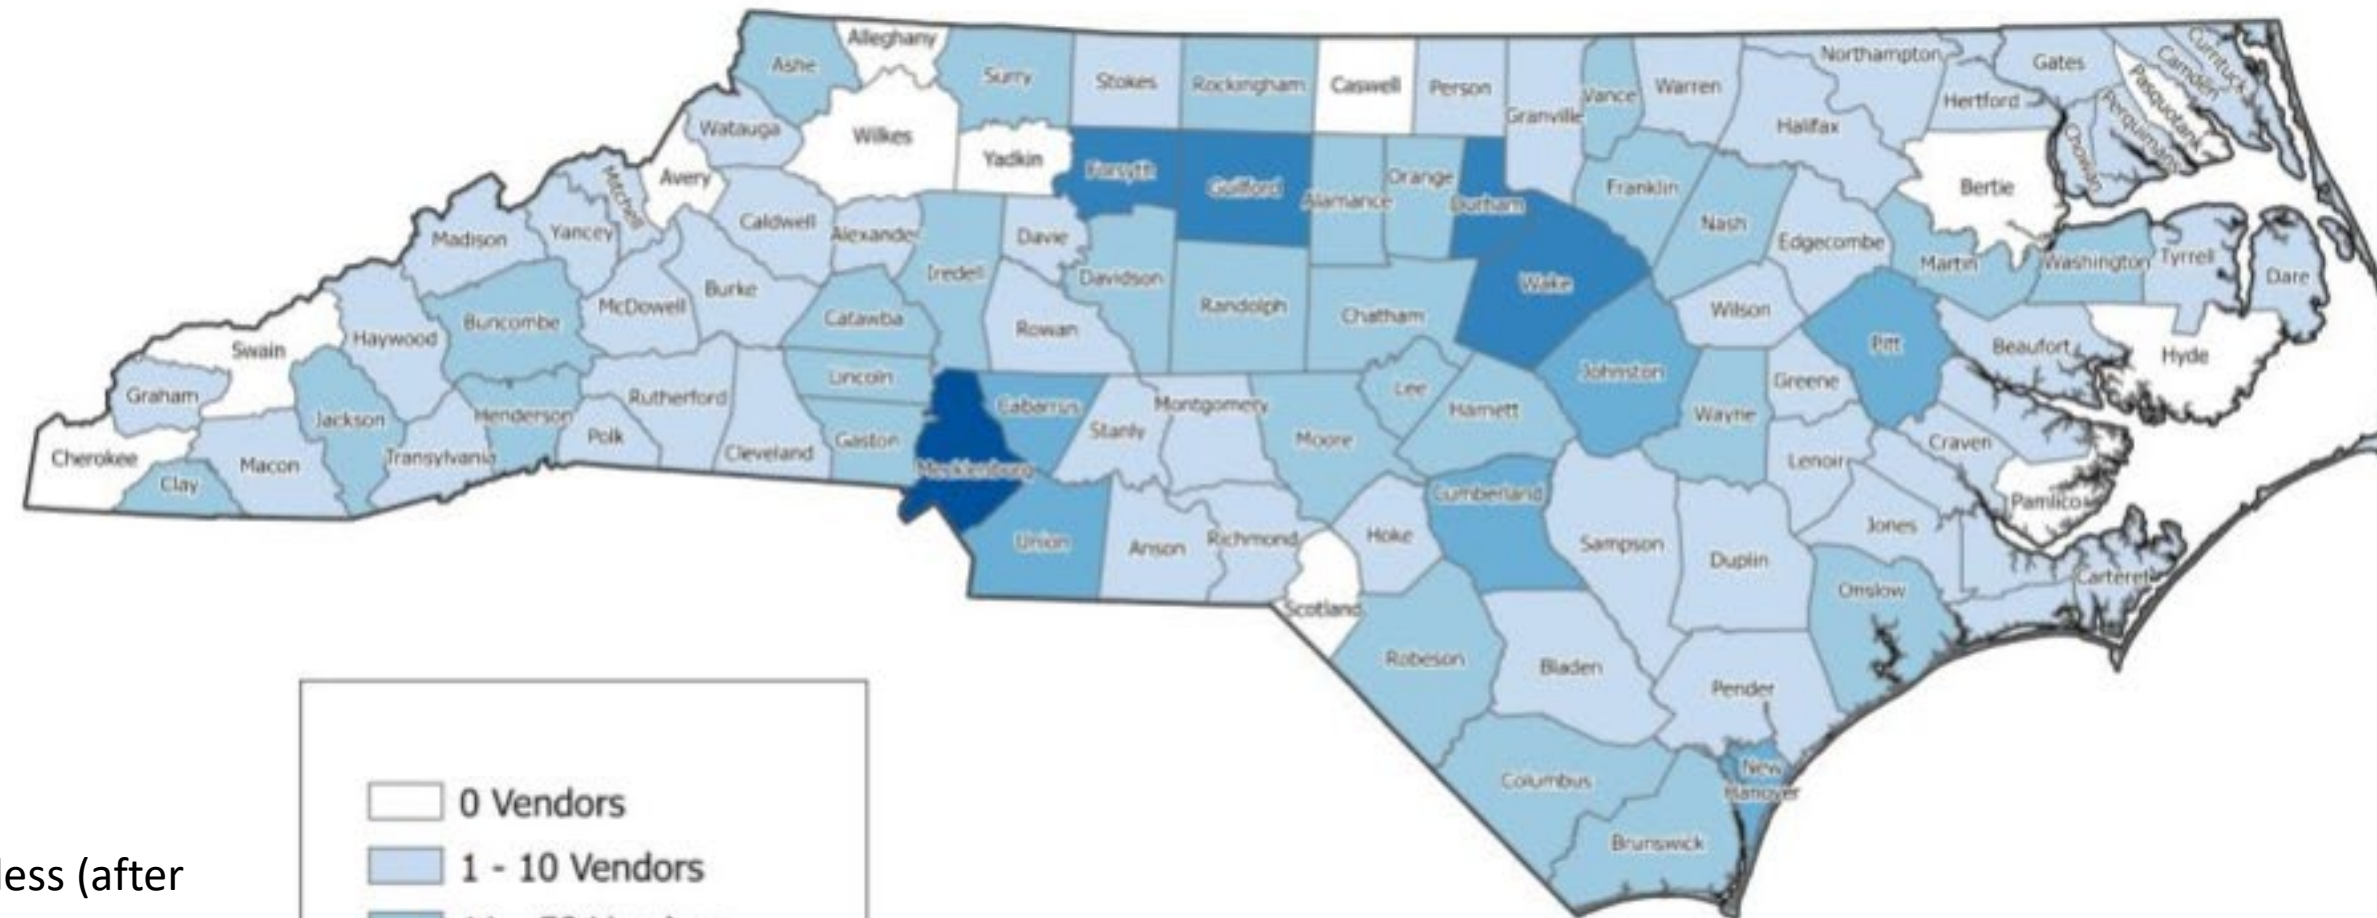 Alleghany
Ashe
Surry
Stokes
Rockingham
Caswell
Person
Granville
Vance
Warren
Northampton
Gates
Currituck
Camden
Pasquotank
Perquimans
Chowan
Hertford
Halifax
Watauga
Wilkes
Yadkin
Forsyth
Guilford
Alamance
Orange
Durham
Franklin
Nash
Edgecombe
Bertie
Mitchell
Avery
Madison
Yancey
Caldwell
Alexander
Davie
Iredell
Davidson
Randolph
Chatham
Wake
Wilson
Martin
Washington
Tyrrell
Dare
Buncombe
McDowell
Burke
Catawba
Rowan
Johnston
Pitt
Beaufort
Hyde
Swain
Haywood
Graham
Jackson
Henderson
Rutherford
Lincoln
Cabarrus
Montgomery
Lee
Harnett
Wayne
Greene
Cherokee
Clay
Macon
Transylvania
Polk
Cleveland
Gaston
Mecklenburg
Stanly
Moore
Lenoir
Craven
Pamlico
Union
Anson
Richmond
Hoke
Cumberland
Sampson
Duplin
Jones
Carteret
Scotland
Robeson
Bladen
Onslow
Pender
Columbus
New
Hanover
Brunswick
0 Vendors
1 - 10 Vendors
less (after